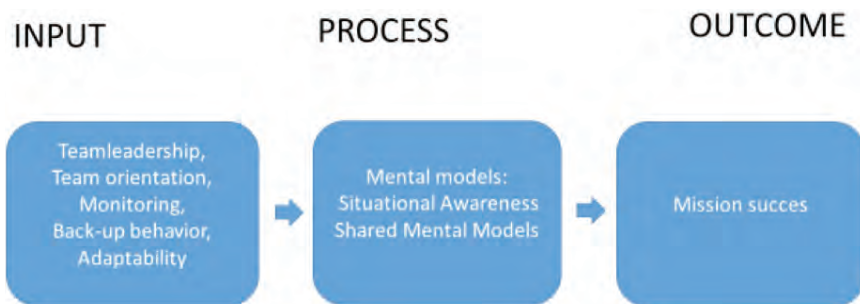 INPUT
PROCESS
OUTCOME
Teamleadership,
Team orientation,
Monitoring,
Back-up behavior,
Adaptability
Mental models:
Situational Awareness
Shared Mental Models
Mission succes